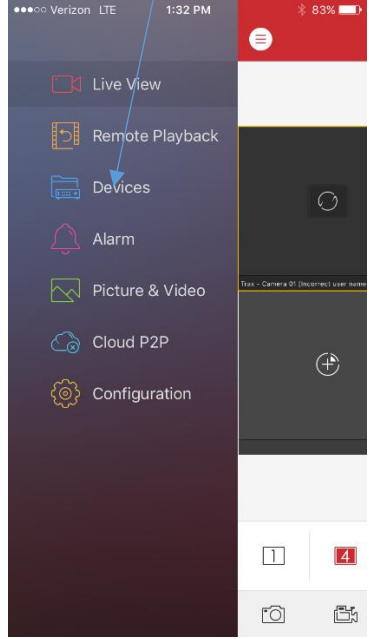 Verizon LTE 1:32 PM 83%
Live View
Remote Playback
Devices
Alarm
Picture & Video
Cloud P2P
Configuration
Trax - Camera 01 (Incorrect user name
1 4